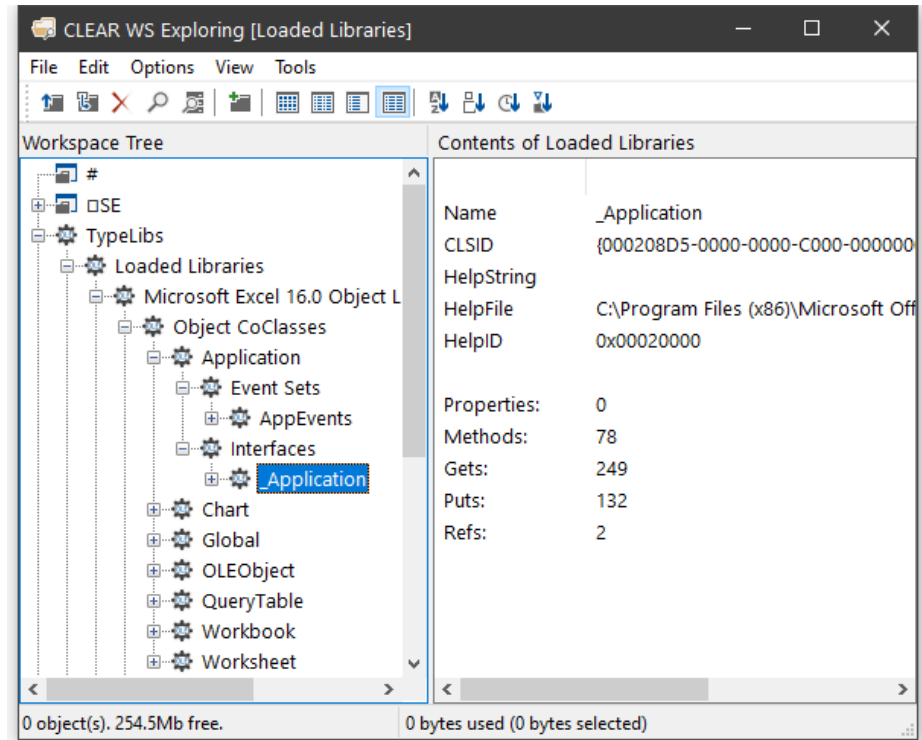 CLEAR WS Exploring [Loaded Libraries]
File Edit Options View Tools
Workspace Tree
#
⎕SE
TypeLibs
Loaded Libraries
Microsoft Excel 16.0 Object L
Object CoClasses
Application
Event Sets
AppEvents
Interfaces
_Application
Chart
Global
OLEObject
QueryTable
Workbook
Worksheet
Contents of Loaded Libraries
Name _Application
CLSID {000208D5-0000-0000-C000-0000000
HelpString
HelpFile C:\Program Files (x86)\Microsoft Off
HelpID 0x00020000
Properties: 0
Methods: 78
Gets: 249
Puts: 132
Refs: 2
0 object(s). 254.5Mb free.
0 bytes used (0 bytes selected)